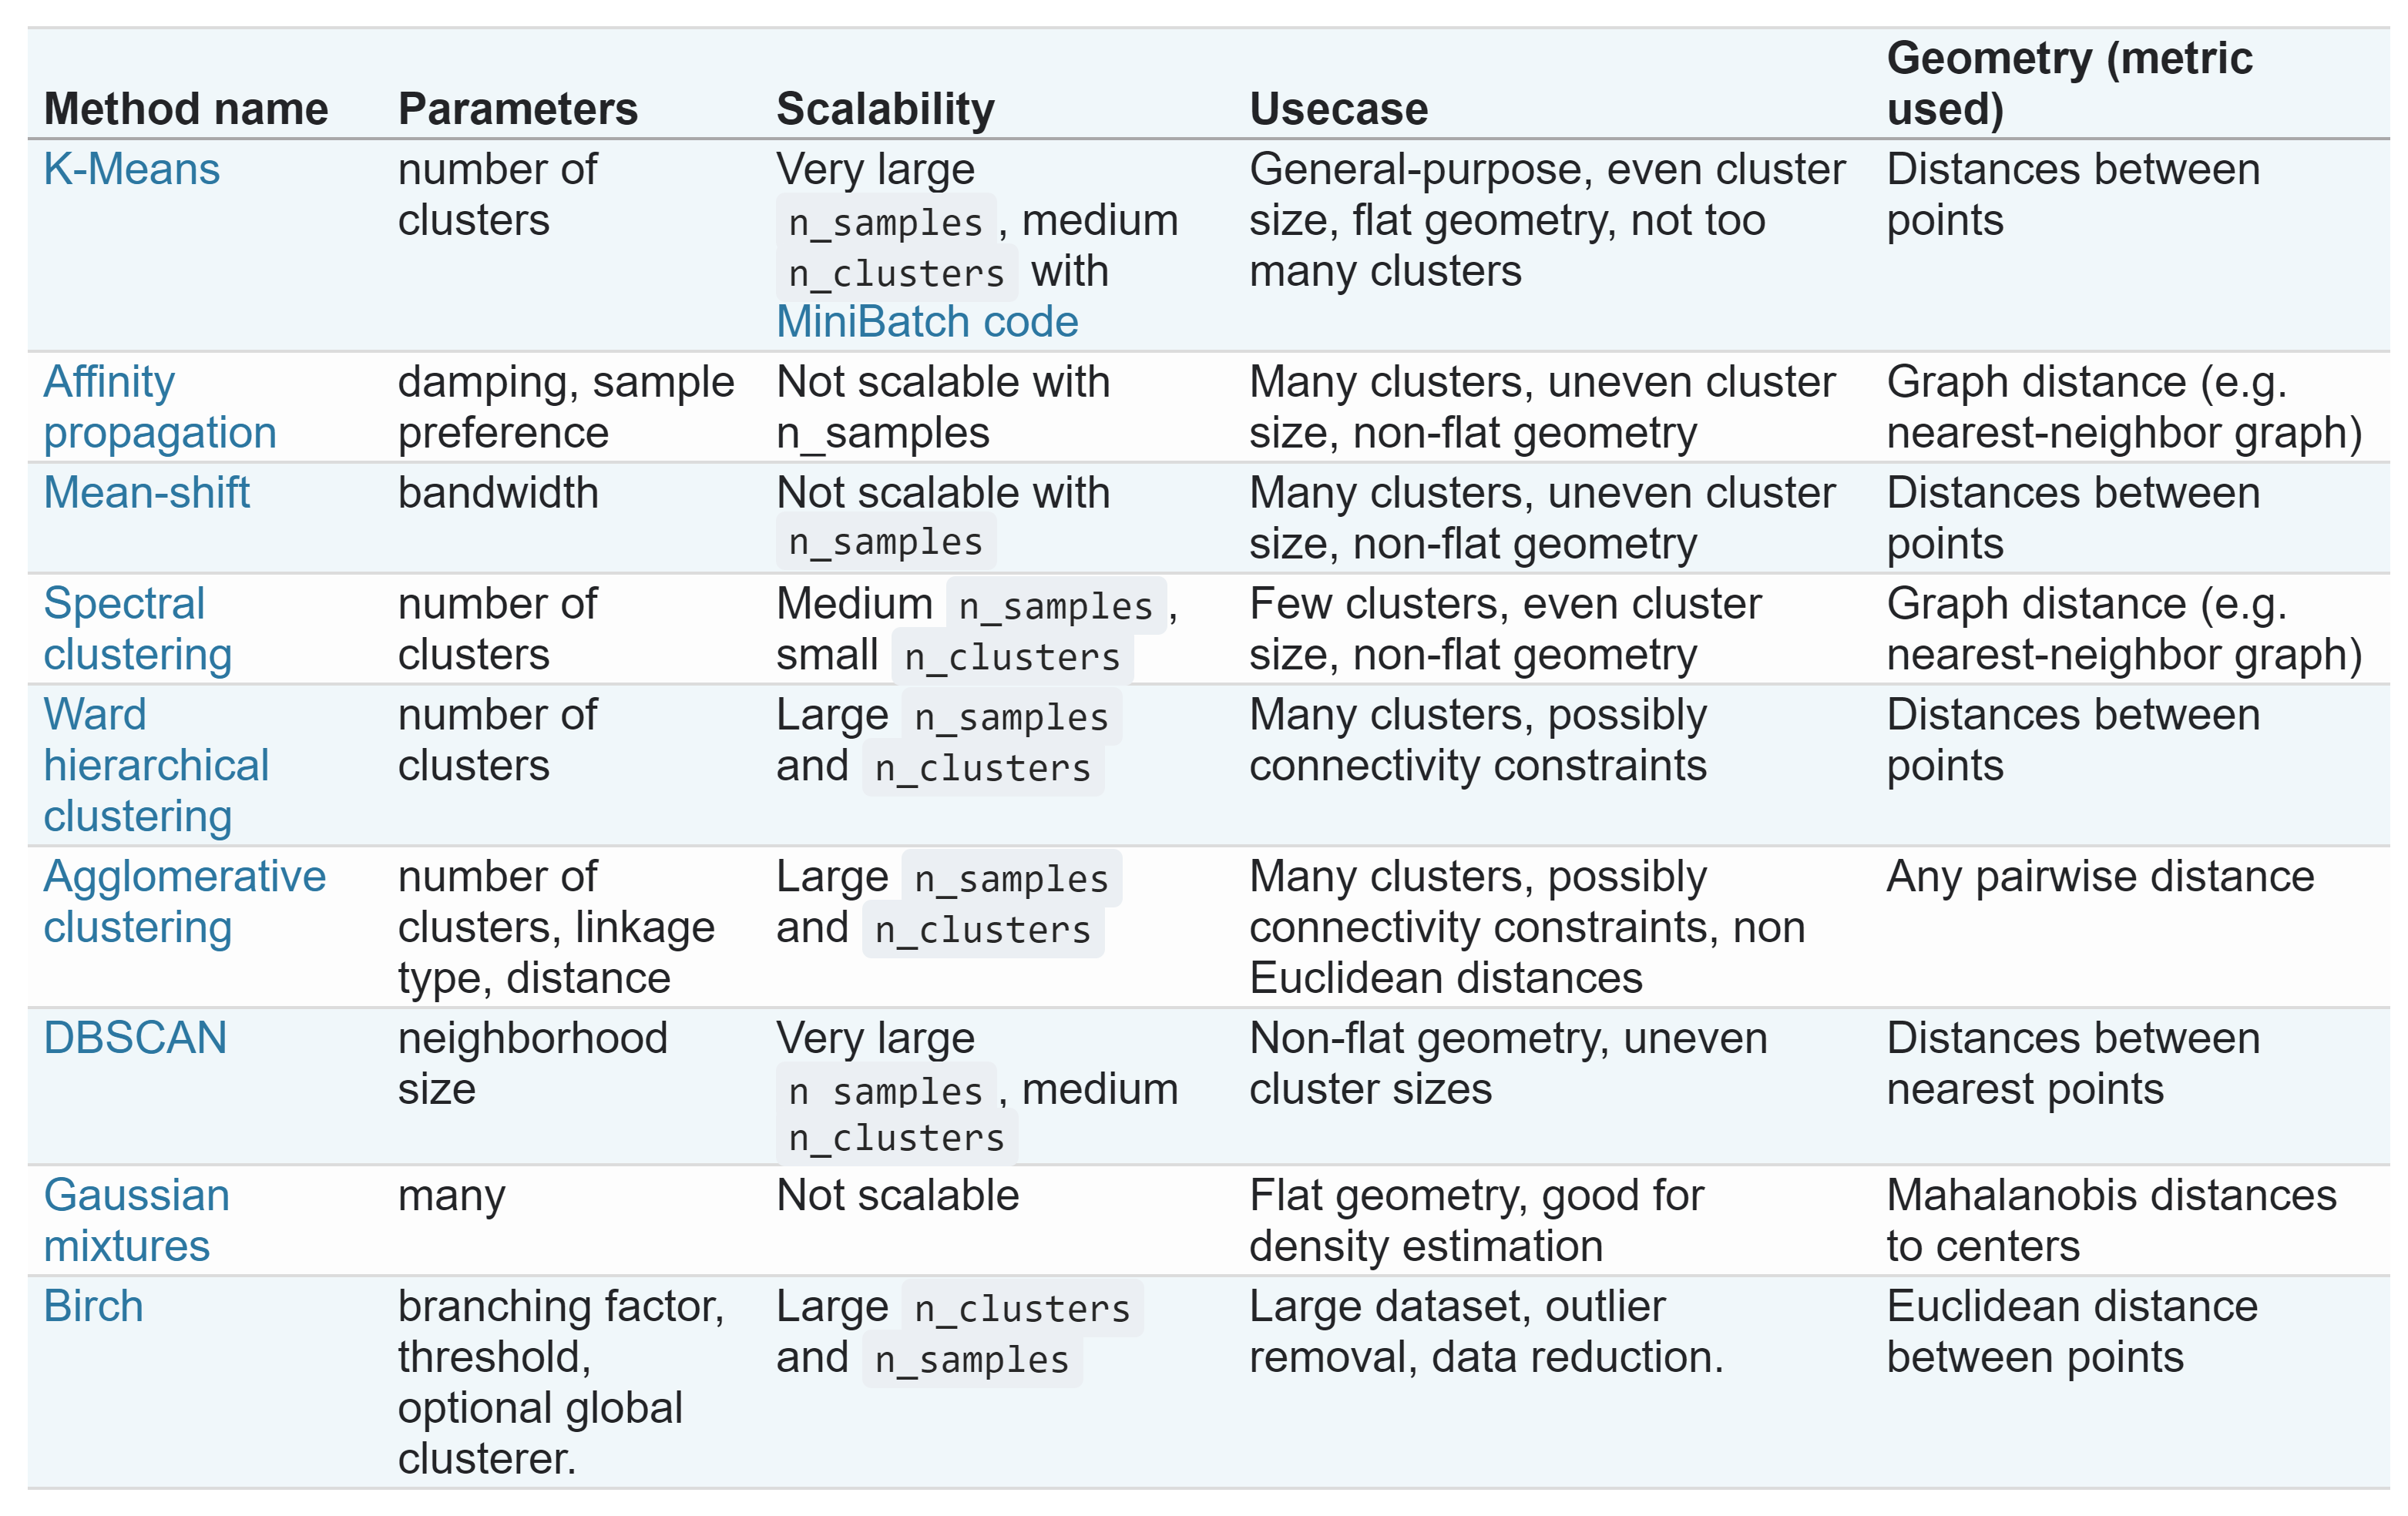 Method name Parameters Scalability Usecase Geometry (metric used)
K-Means number of clusters Very large n_samples, medium n_clusters with MiniBatch code General-purpose, even cluster size, flat geometry, not too many clusters Distances between points
Affinity propagation damping, sample preference Not scalable with n_samples Many clusters, uneven cluster size, non-flat geometry Graph distance (e.g. nearest-neighbor graph)
Mean-shift bandwidth Not scalable with n_samples Many clusters, uneven cluster size, non-flat geometry Distances between points
Spectral clustering number of clusters Medium n_samples, small n_clusters Few clusters, even cluster size, non-flat geometry Graph distance (e.g. nearest-neighbor graph)
Ward hierarchical clustering number of clusters Large n_samples and n_clusters Many clusters, possibly connectivity constraints Distances between points
Agglomerative clustering number of clusters, linkage type, distance Large n_samples and n_clusters Many clusters, possibly connectivity constraints, non Euclidean distances Any pairwise distance
DBSCAN neighborhood size Very large n_samples, medium n_clusters Non-flat geometry, uneven cluster sizes Distances between nearest points
Gaussian mixtures many Not scalable Flat geometry, good for density estimation Mahalanobis distances to centers
Birch branching factor, threshold, optional global clusterer. Large n_clusters and n_samples Large dataset, outlier removal, data reduction. Euclidean distance between points